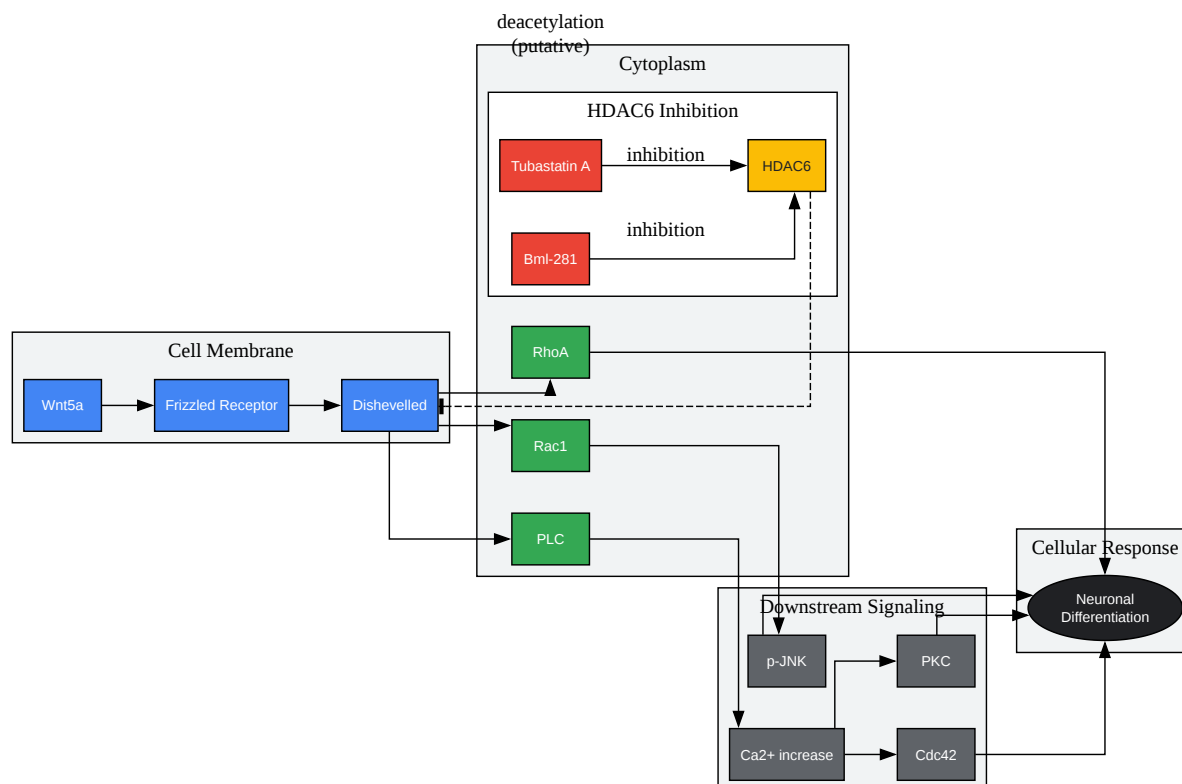 deacetylation
(putative)
Cytoplasm
HDAC6 Inhibition
Tubastatin A
inhibition
HDAC6
inhibition
Bml-281
Cell Membrane
RhoA
Wnt5a
Frizzled Receptor
Dishevelled
Rac1
PLC
Cellular Response
Neuronal
Differentiation
Downstream Signaling
p-JNK
PKC
Ca2+ increase
Cdc42